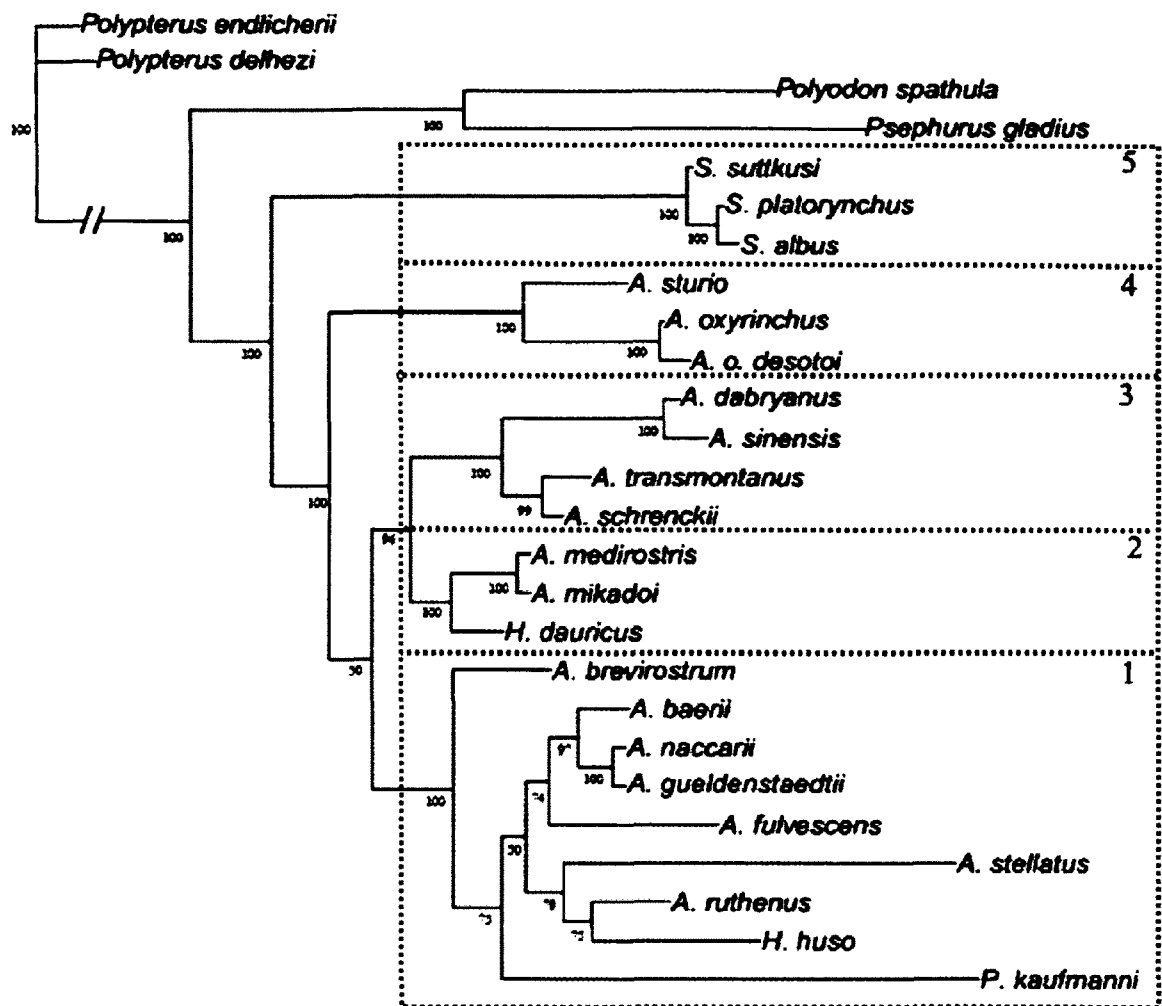 Polypterus endlicherii
Polypterus delhezi
Polyodon spathula
100
100
Psephurus gladius
5
S. suttkusi
S. platorynchus
100
100
100
S. albus
4
A. sturio
A. oxyrinchus
100
100
100
A. o. desotoi
3
A. dabryanus
100
A. sinensis
100
A. transmontanus
100
99
A. schrenckii
2
A. medirostris
100
A. mikadoi
100
H. dauricus
1
A. brevirostrum
A. baerii
A. naccarii
100
A. gueldenstaedtii
100
A. fulvescens
A. stellatus
A. ruthenus
H. huso
P. kaufmanni